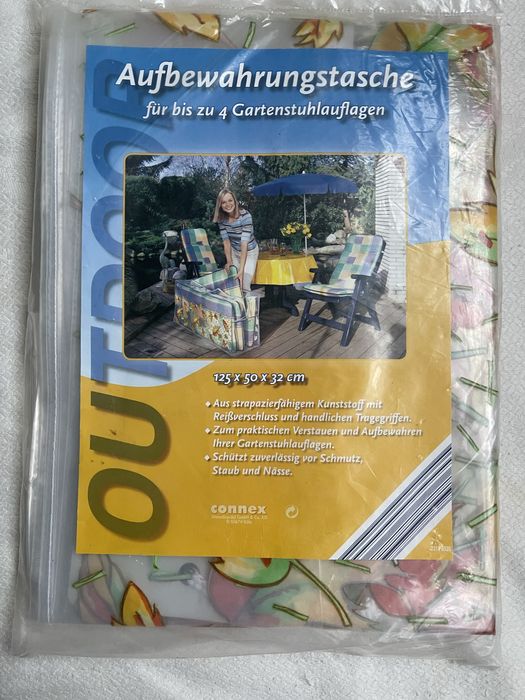 OUTDOOR
Aufbewahrungstasche
für bis zu 4 Gartenstuhlauflagen
125 x 50 x 32 cm
Aus strapazierfähigem Kunststoff mit
Reißverschluss und handlichen Tragegriffen.
Zum praktischen Verstauen und Aufbewahren
Ihrer Gartenstuhlauflagen.
Schützt zuverlässig vor Schmutz,
Staub und Nässe.
connex